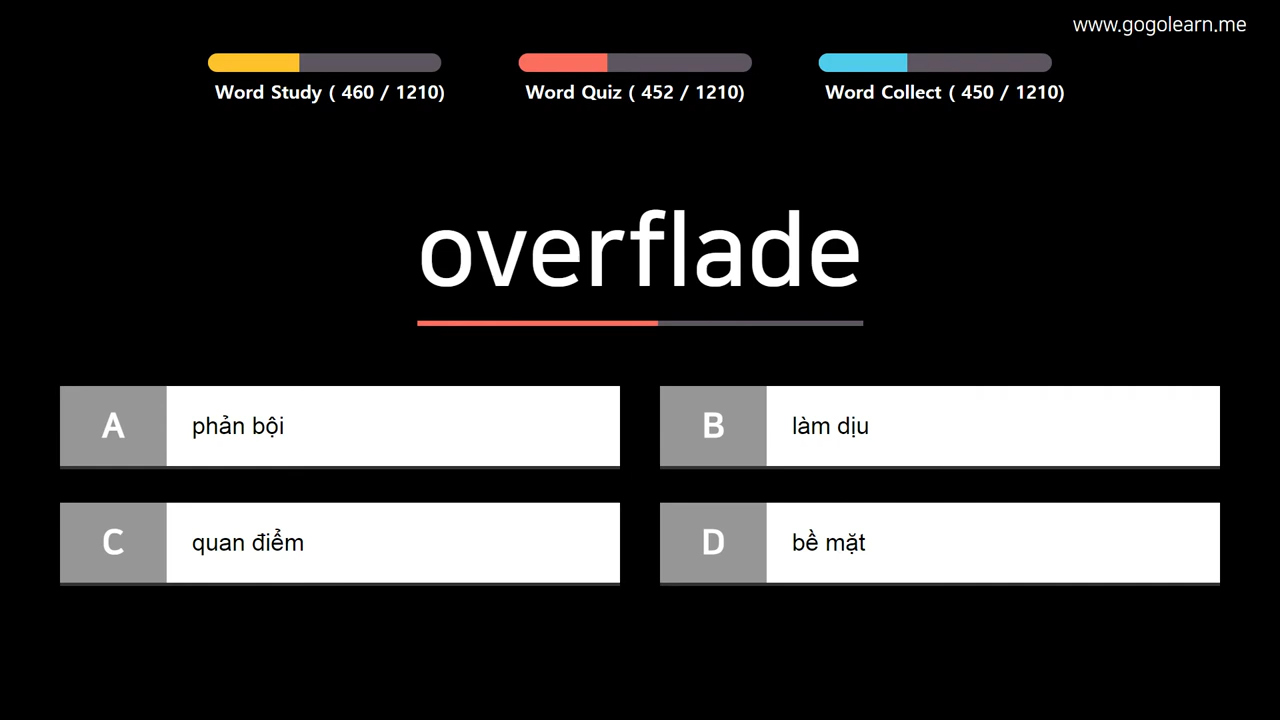 www.gogolearn.me
Word Study ( 460 / 1210)
Word Quiz ( 452 / 1210)
Word Collect ( 450 / 1210)
overflade
A phản bội
B làm dịu
C quan điểm
D bề mặt